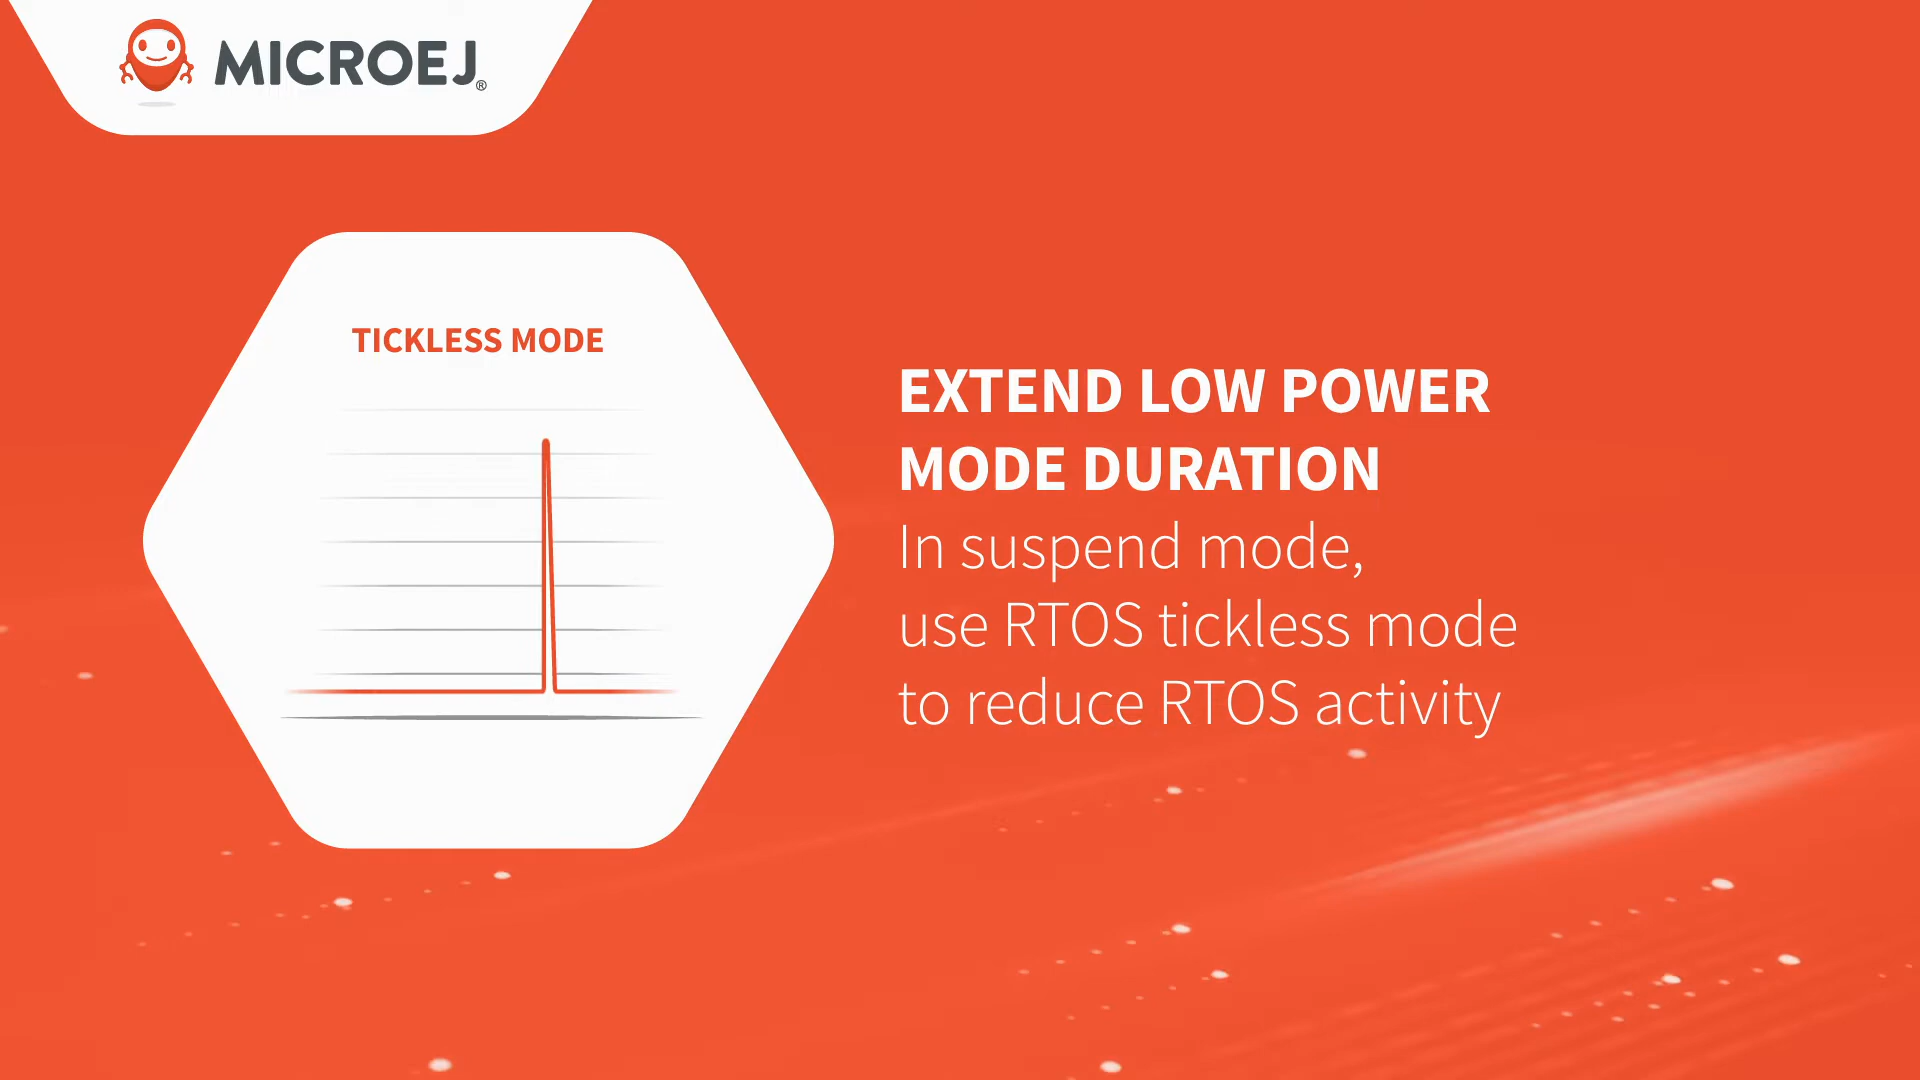 MICROEJ®
TICKLESS MODE
EXTEND LOW POWER
MODE DURATION
In suspend mode,
use RTOS tickless mode
to reduce RTOS activity